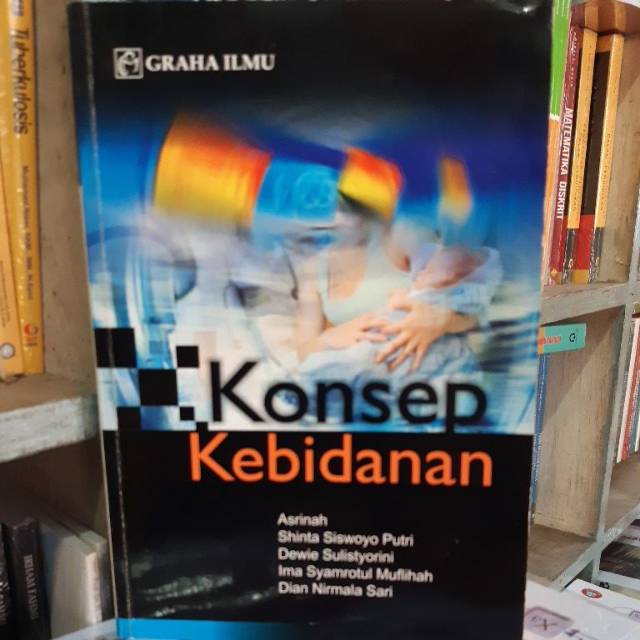 GRAHA ILMU
Konsep
Kebidanan
Asrinah
Shinta Siswoyo Putri
Dewie Sulistyorini
Ima Syamrotul Muflihah
Dian Nirmala Sari
Tuberkulosis
MATEMATIKA DISKRIT